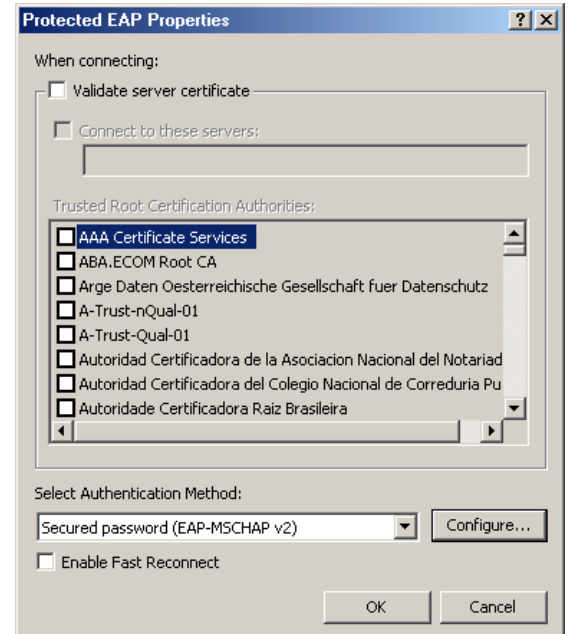 Protected EAP Properties
When connecting:
Validate server certificate
Connect to these servers:
Trusted Root Certification Authorities:
AAA Certificate Services
ABA.ECOM Root CA
Arge Daten Oesterreichische Gesellschaft fuer Datenschutz
A-Trust-nQual-01
A-Trust-Qual-01
Autoridad Certificadora de la Asociacion Nacional del Notariad
Autoridad Certificadora del Colegio Nacional de Correduria Pu
Autoridade Certificadora Raiz Brasileira
Select Authentication Method:
Secured password (EAP-MSCHAP v2) Configure...
Enable Fast Reconnect
OK Cancel